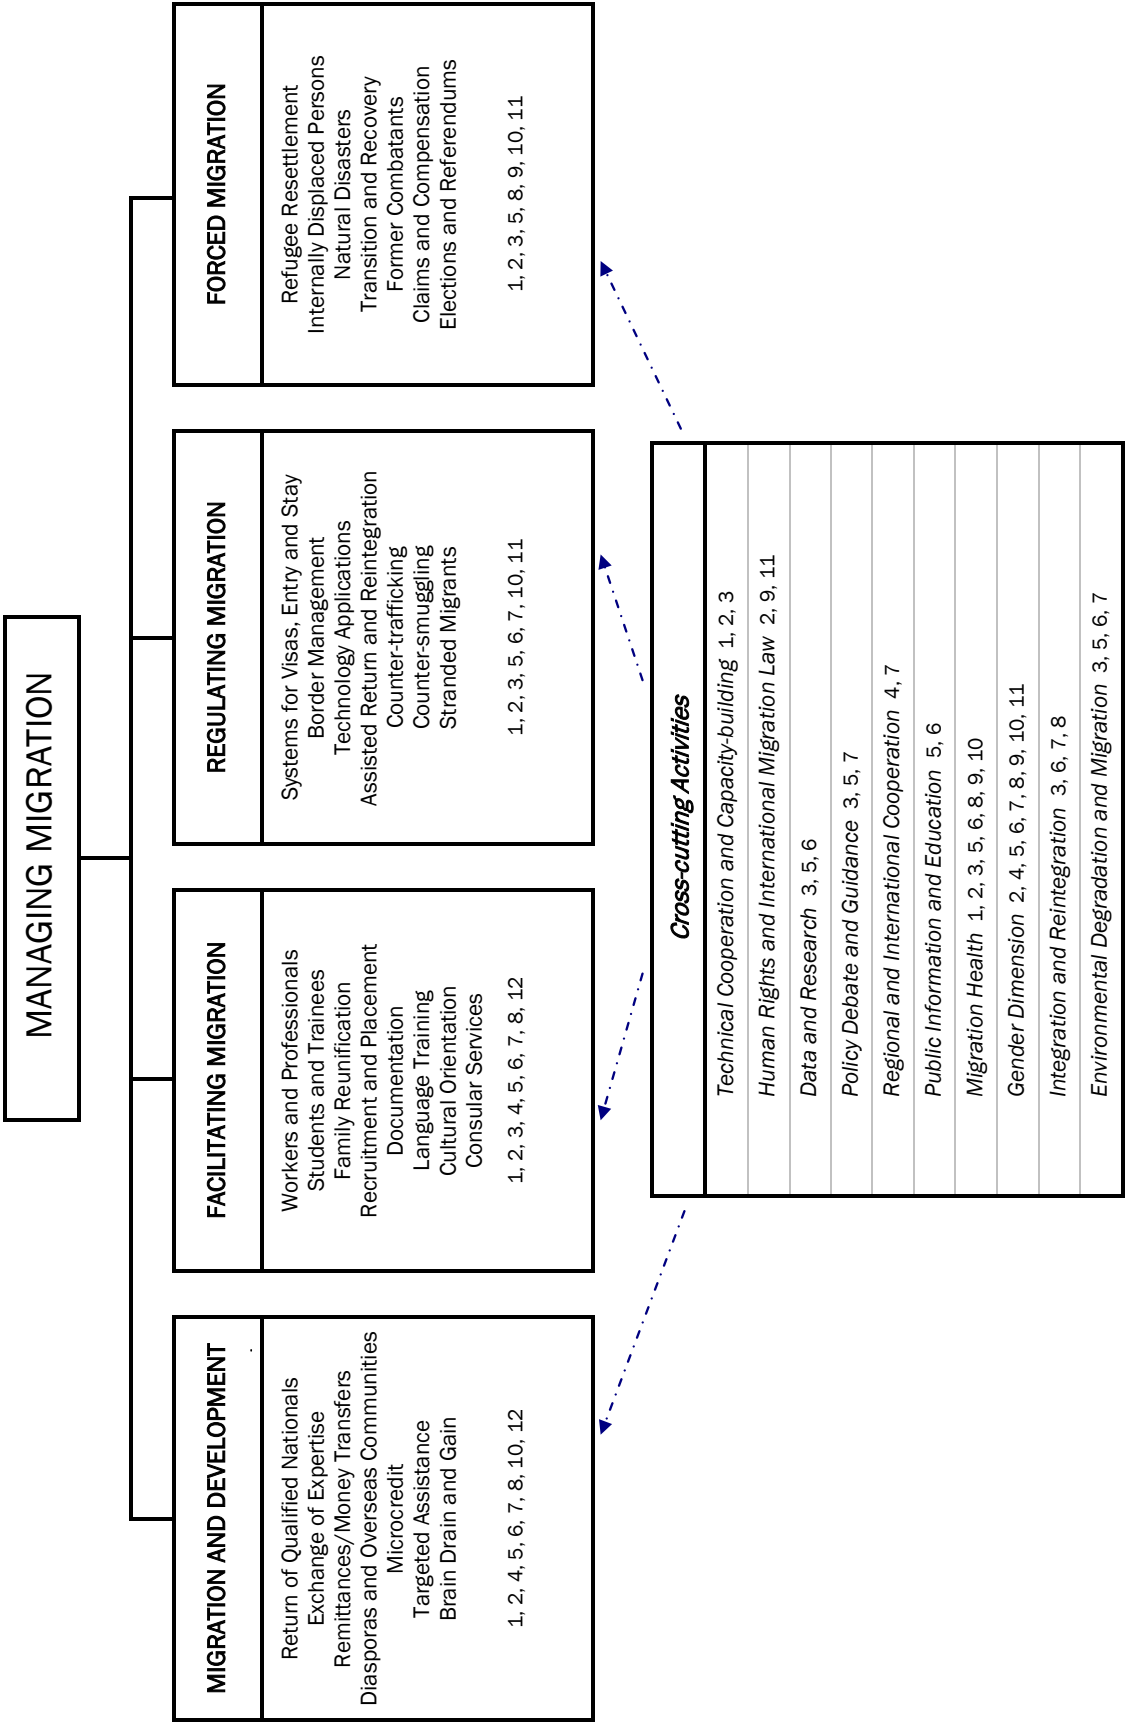 MANAGING MIGRATION
MIGRATION AND DEVELOPMENT
Return of Qualified Nationals
Exchange of Expertise
Remittances/Money Transfers
Diasporas and Overseas Communities
Microcredit
Targeted Assistance
Brain Drain and Gain
1, 2, 4, 5, 6, 7, 8, 10, 12
FACILITATING MIGRATION
Workers and Professionals
Students and Trainees
Family Reunification
Recruitment and Placement
Documentation
Language Training
Cultural Orientation
Consular Services
1, 2, 3, 4, 5, 6, 7, 8, 12
REGULATING MIGRATION
Systems for Visas, Entry and Stay
Border Management
Technology Applications
Assisted Return and Reintegration
Counter-trafficking
Counter-smuggling
Stranded Migrants
1, 2, 3, 5, 6, 7, 10, 11
FORCED MIGRATION
Refugee Resettlement
Internally Displaced Persons
Natural Disasters
Transition and Recovery
Former Combatants
Claims and Compensation
Elections and Referendums
1, 2, 3, 5, 8, 9, 10, 11
Cross-cutting Activities
Technical Cooperation and Capacity-building 1, 2, 3
Human Rights and International Migration Law 2, 9, 11
Data and Research 3, 5, 6
Policy Debate and Guidance 3, 5, 7
Regional and International Cooperation 4, 7
Public Information and Education 5, 6
Migration Health 1, 2, 3, 5, 6, 8, 9, 10
Gender Dimension 2, 4, 5, 6, 7, 8, 9, 10, 11
Integration and Reintegration 3, 6, 7, 8
Environmental Degradation and Migration 3, 5, 6, 7